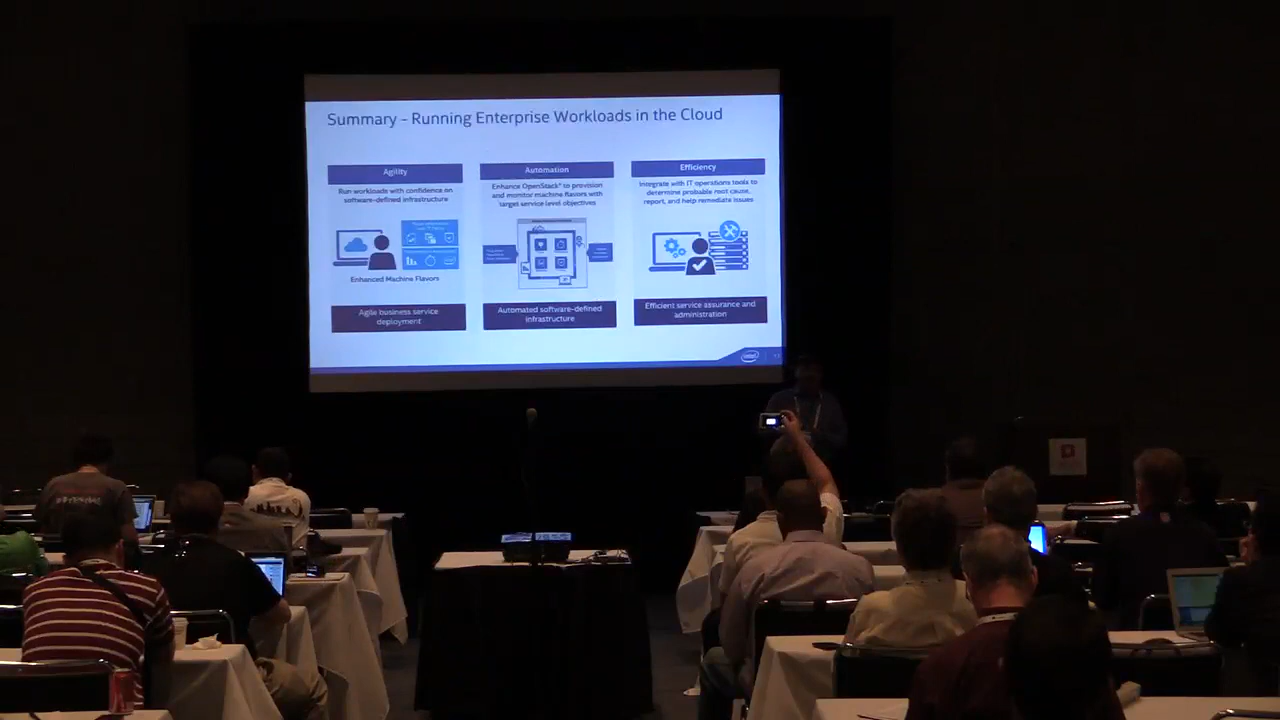 Summary – Running Enterprise Workloads in the Cloud
Agility
Run workloads with confidence on
software-defined infrastructure
Enhanced Machine Flavors
Agile business service
deployment
Automation
Enhance OpenStack* to provision
and monitor machine flavors with
target service level objectives
Automated software-defined
infrastructure
Efficiency
Integrate with IT operations tools to
determine probable root cause,
report, and help remediate issues
Efficient service assurance and
administration
intel